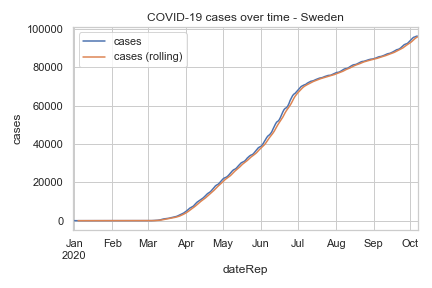 COVID-19 cases over time - Sweden
cases
cases (rolling)
100000
80000
60000
40000
20000
0
cases
Jan Feb Mar Apr May Jun Jul Aug Sep Oct
2020
dateRep